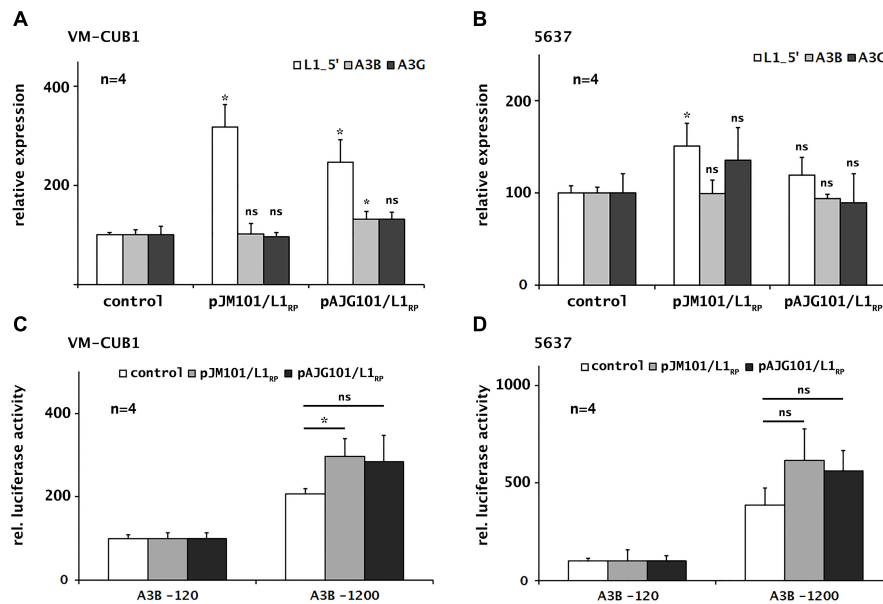 A
VM-CUB1
n=4
L1_5' A3B A3G
relative expression
400
200
0
* ns ns
* * ns
control pJM101/L1RP pAJG101/L1RP
B
5637
n=4
L1_5' A3B A3G
relative expression
200
100
0
* ns ns
ns ns ns
control pJM101/L1RP pAJG101/L1RP
C
VM-CUB1
control pJM101/L1RP pAJG101/L1RP
n=4
rel. luciferase activity
400
200
0
ns
*
A3B -120 A3B -1200
D
5637
control pJM101/L1RP pAJG101/L1RP
n=4
rel. luciferase activity
1000
500
0
ns
ns
A3B -120 A3B -1200